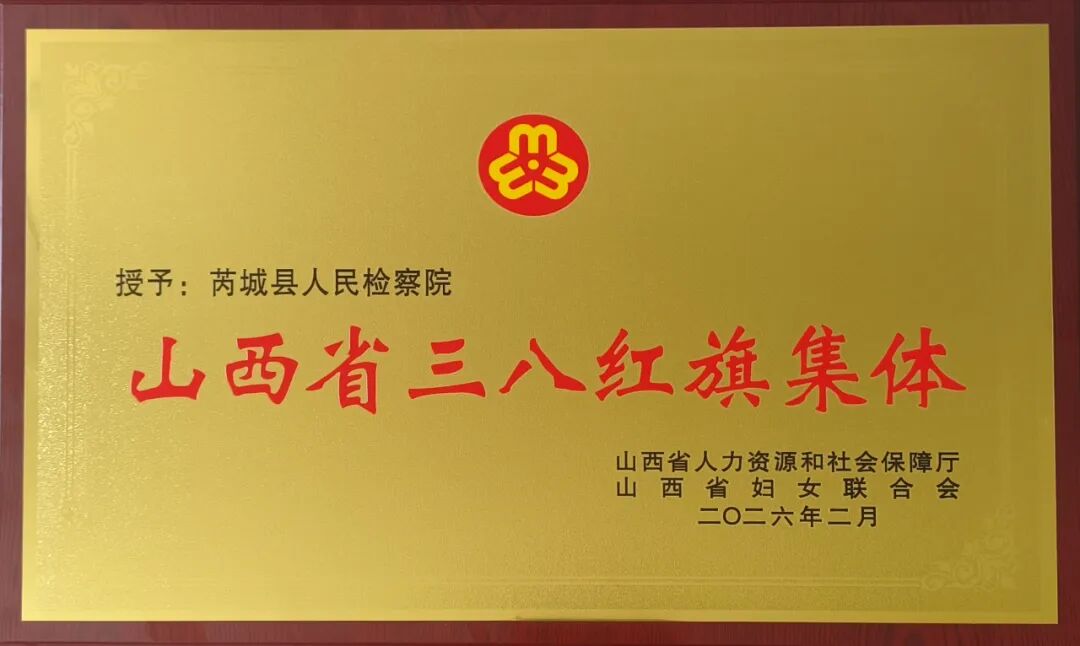 授予：芮城县人民检察院
山西省三八红旗集体
山西省人力资源和社会保障厅
山西省妇女联合会
二〇二六年二月